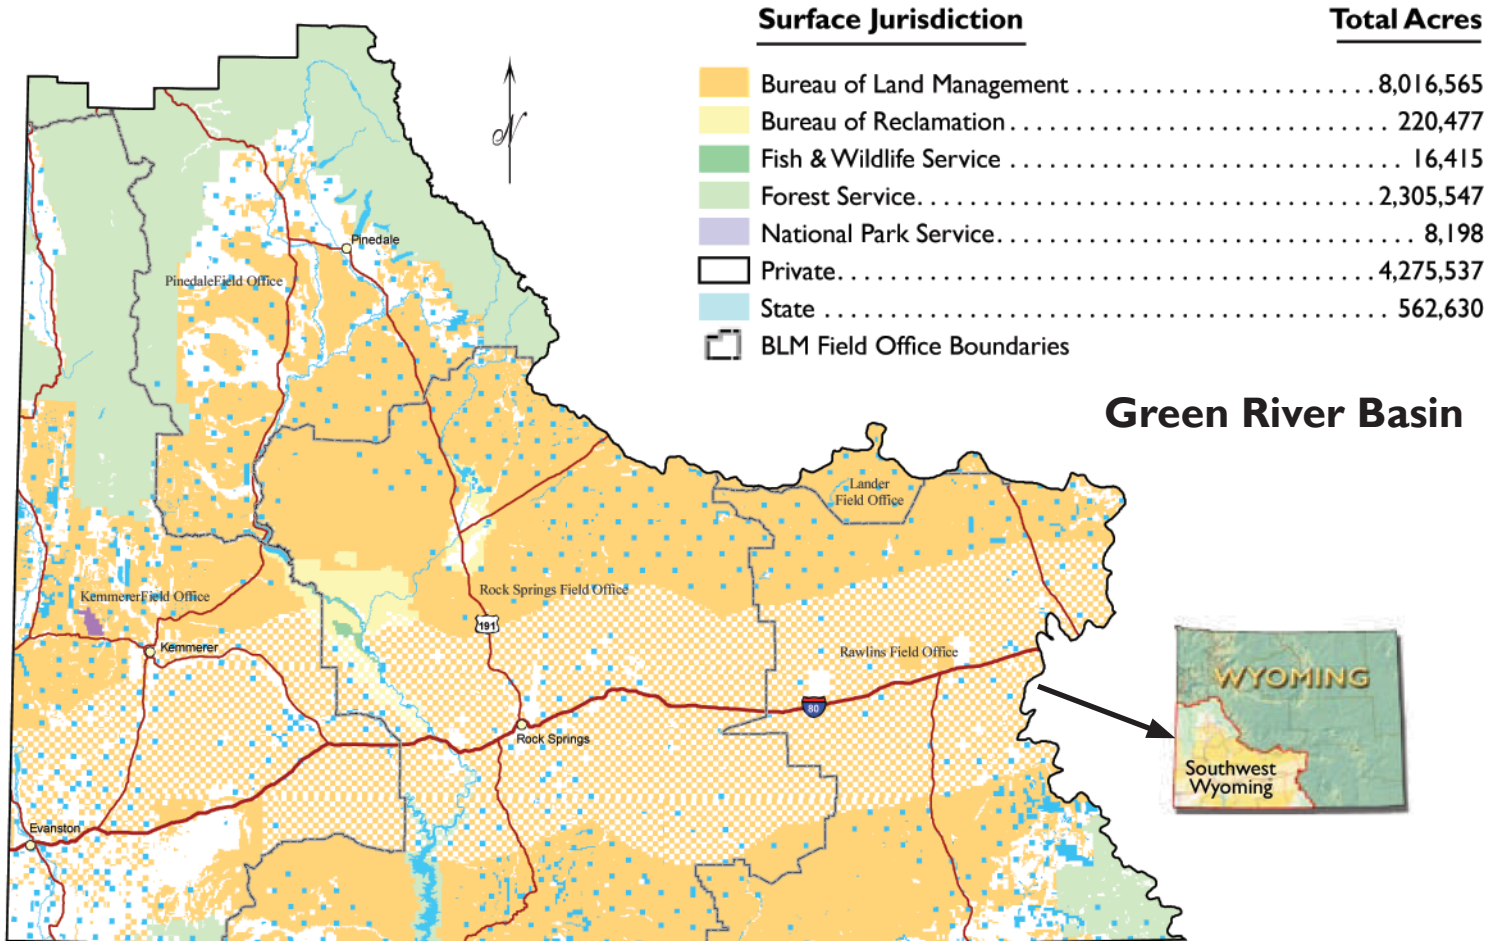 Surface Jurisdiction Total Acres
Bureau of Land Management . . . . . . . . . . . . . . . . . . . . . . . 8,016,565
Bureau of Reclamation . . . . . . . . . . . . . . . . . . . . . . . . . . . . . 220,477
Fish & Wildlife Service . . . . . . . . . . . . . . . . . . . . . . . . . . . . . . 16,415
Forest Service. . . . . . . . . . . . . . . . . . . . . . . . . . . . . . . . . . . 2,305,547
National Park Service. . . . . . . . . . . . . . . . . . . . . . . . . . . . . . . . 8,198
Private. . . . . . . . . . . . . . . . . . . . . . . . . . . . . . . . . . . . . . . . . 4,275,537
State . . . . . . . . . . . . . . . . . . . . . . . . . . . . . . . . . . . . . . . . . . . 562,630
BLM Field Office Boundaries
Green River Basin
N
Pinedale
PinedaleField Office
Lander
Field Office
Rock Springs Field Office
KemmererField Office
191
Kemmerer
Rawlins Field Office
80
Rock Springs
Evanston
WYOMING
Southwest
Wyoming